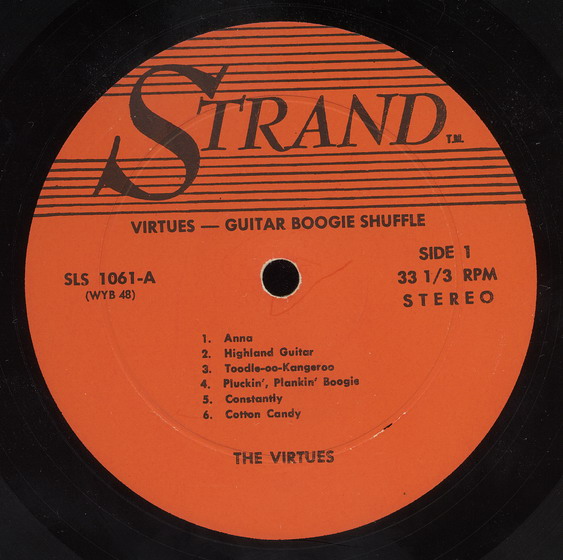 STRAND T.M.
VIRTUES — GUITAR BOOGIE SHUFFLE
SLS 1061-A
(WYB 48)
SIDE 1
33 1/3 RPM
STEREO
1. Anna
2. Highland Guitar
3. Toodle-oo-Kangeroo
4. Pluckin', Plankin' Boogie
5. Constantly
6. Cotton Candy
THE VIRTUES